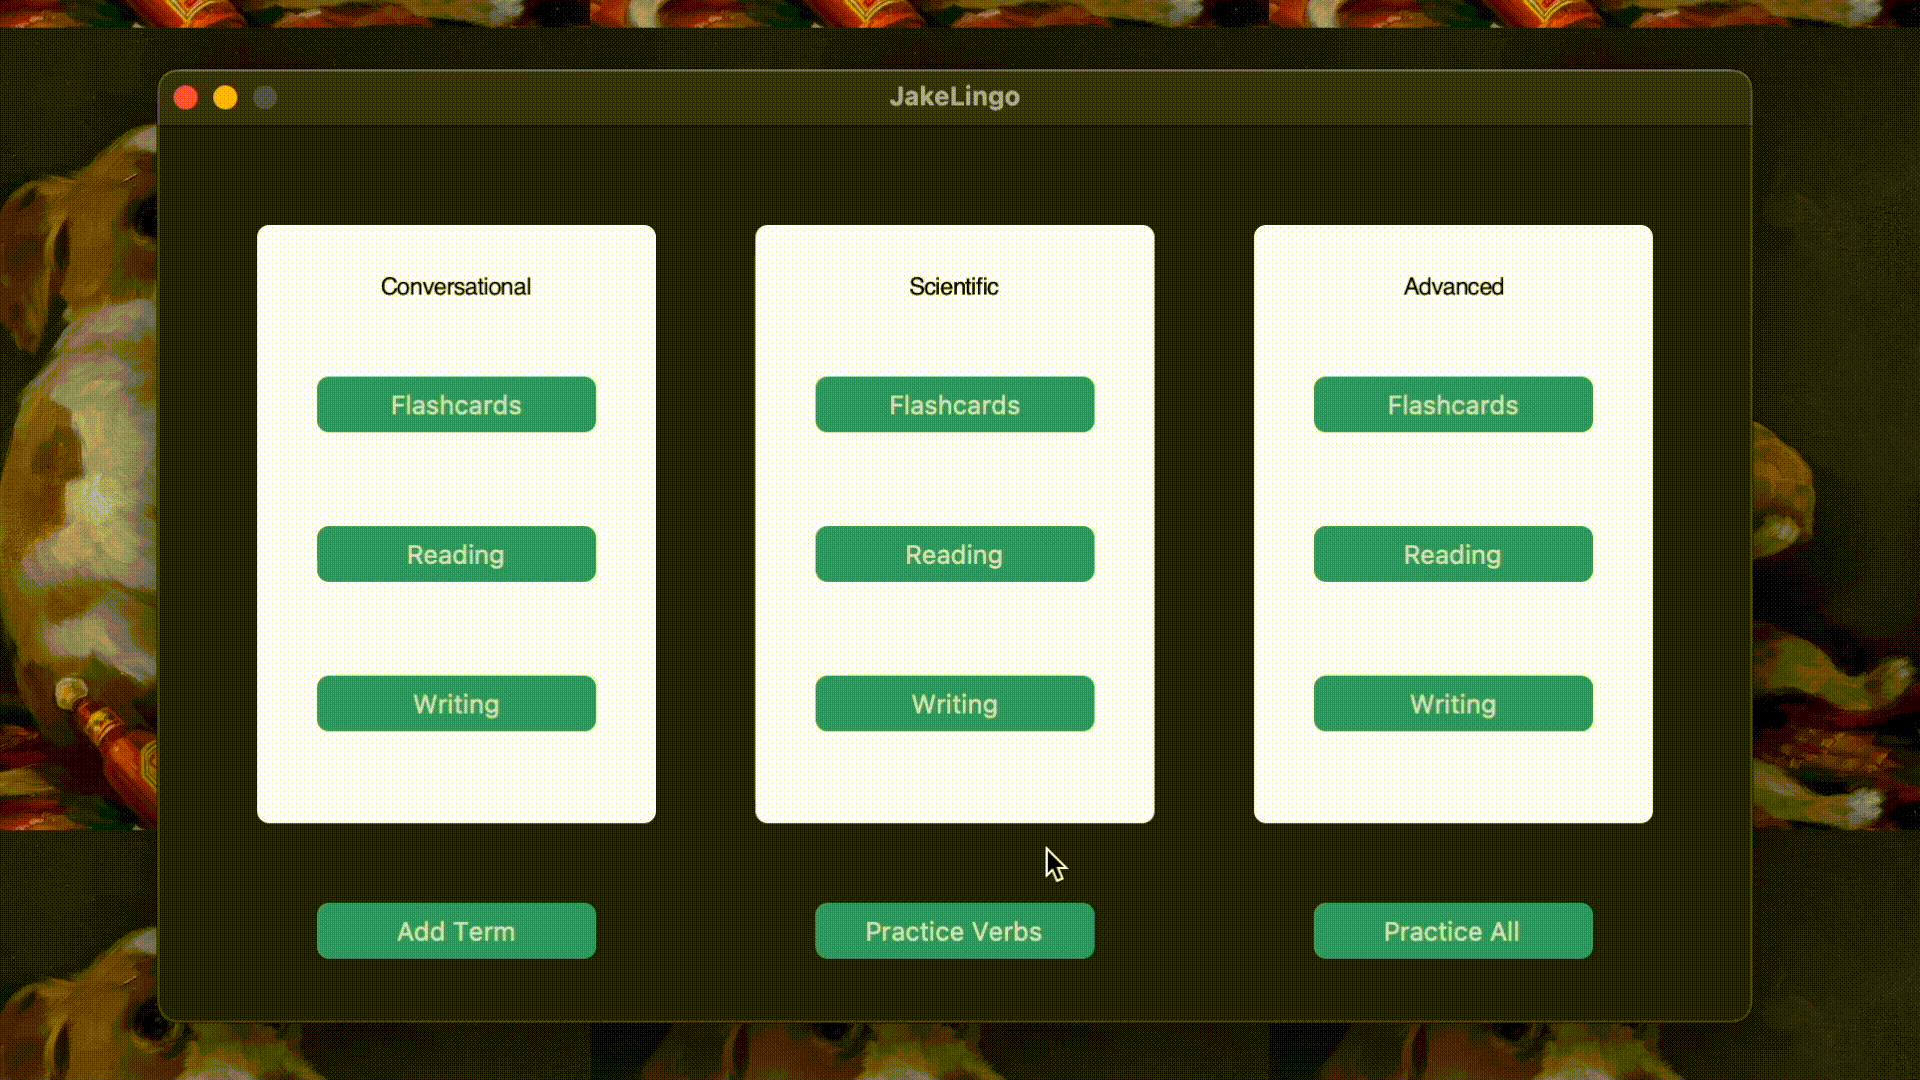 JakeLingo
Conversational
Scientific
Advanced
Flashcards
Flashcards
Flashcards
Reading
Reading
Reading
Writing
Writing
Writing
Add Term
Practice Verbs
Practice All